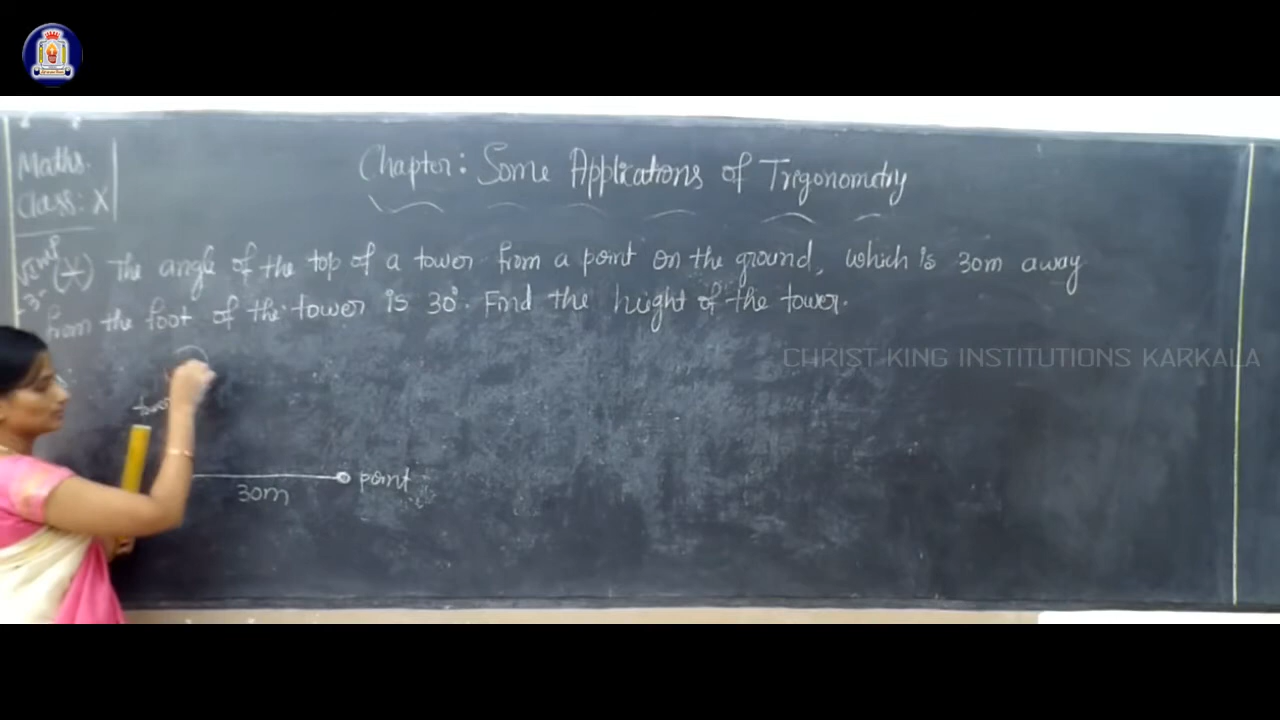 Maths.
Class: X
Chapter: Some Applications of Trigonometry
The angle of the top of a tower from a point on the ground, which is 30m away
from the foot of the tower is 30°. Find the height of the tower.
CHRIST KING INSTITUTIONS KARKALA
point
30m